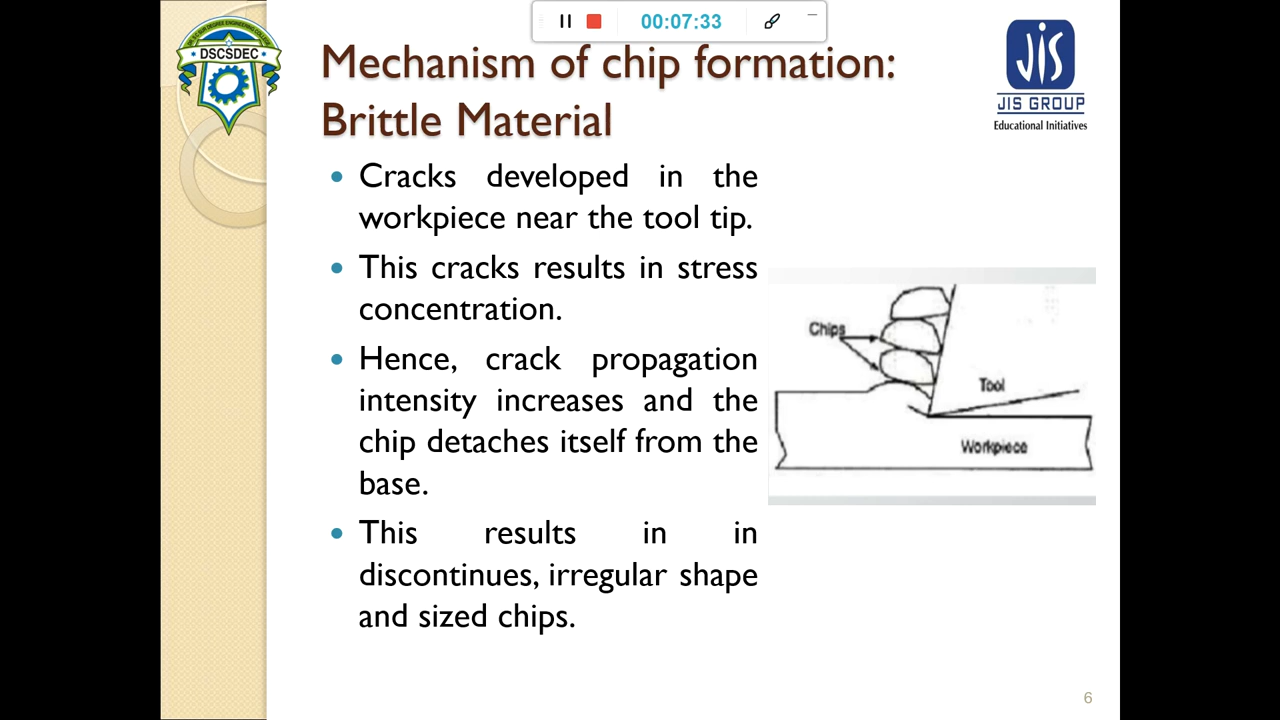 00:07:33
DSCSDEC
Mechanism of chip formation:
Brittle Material
JIS
JIS GROUP
Educational Initiatives
Cracks developed in the
workpiece near the tool tip.
This cracks results in stress
concentration.
Hence, crack propagation
intensity increases and the
chip detaches itself from the
base.
This results in in
discontinues, irregular shape
and sized chips.
Chips
Tool
Workpiece
6